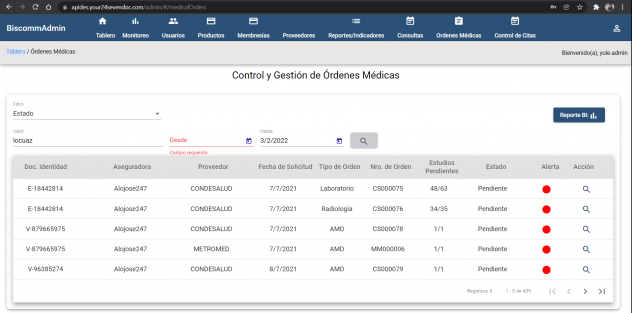 apides.your24sevendoc.com/admin/#/medicalOrders
BiscommAdmin
Tablero Monitoreo Usuarios Productos Membresías Proveedores Reportes/Indicadores Consultas Ordenes Médicas Control de Citas
Tablero / Órdenes Médicas
Bienvenido(a), yule.admin
Control y Gestión de Órdenes Médicas
Filtro
Estado
Reporte BI:
Valor
locuaz
Desde
Campo requerido
Hasta
3/2/2022
Doc. Identidad Aseguradora Proveedor Fecha de Solicitud Tipo de Orden Nro. de Orden Estudios Pendientes Estado Alerta Acción
E-18442814 Alojose247 CONDESALUD 7/7/2021 Laboratorio CS000075 48/63 Pendiente
E-18442814 Alojose247 CONDESALUD 7/7/2021 Radiología CS000076 34/35 Pendiente
V-879665975 Alojose247 CONDESALUD 7/7/2021 AMD CS000078 1/1 Pendiente
V-879665975 Alojose247 METROMED 7/7/2021 AMD MM000006 1/1 Pendiente
V-96385274 Alojose247 CONDESALUD 8/7/2021 AMD CS000079 1/1 Pendiente
Registros 5 1 - 5 de 439